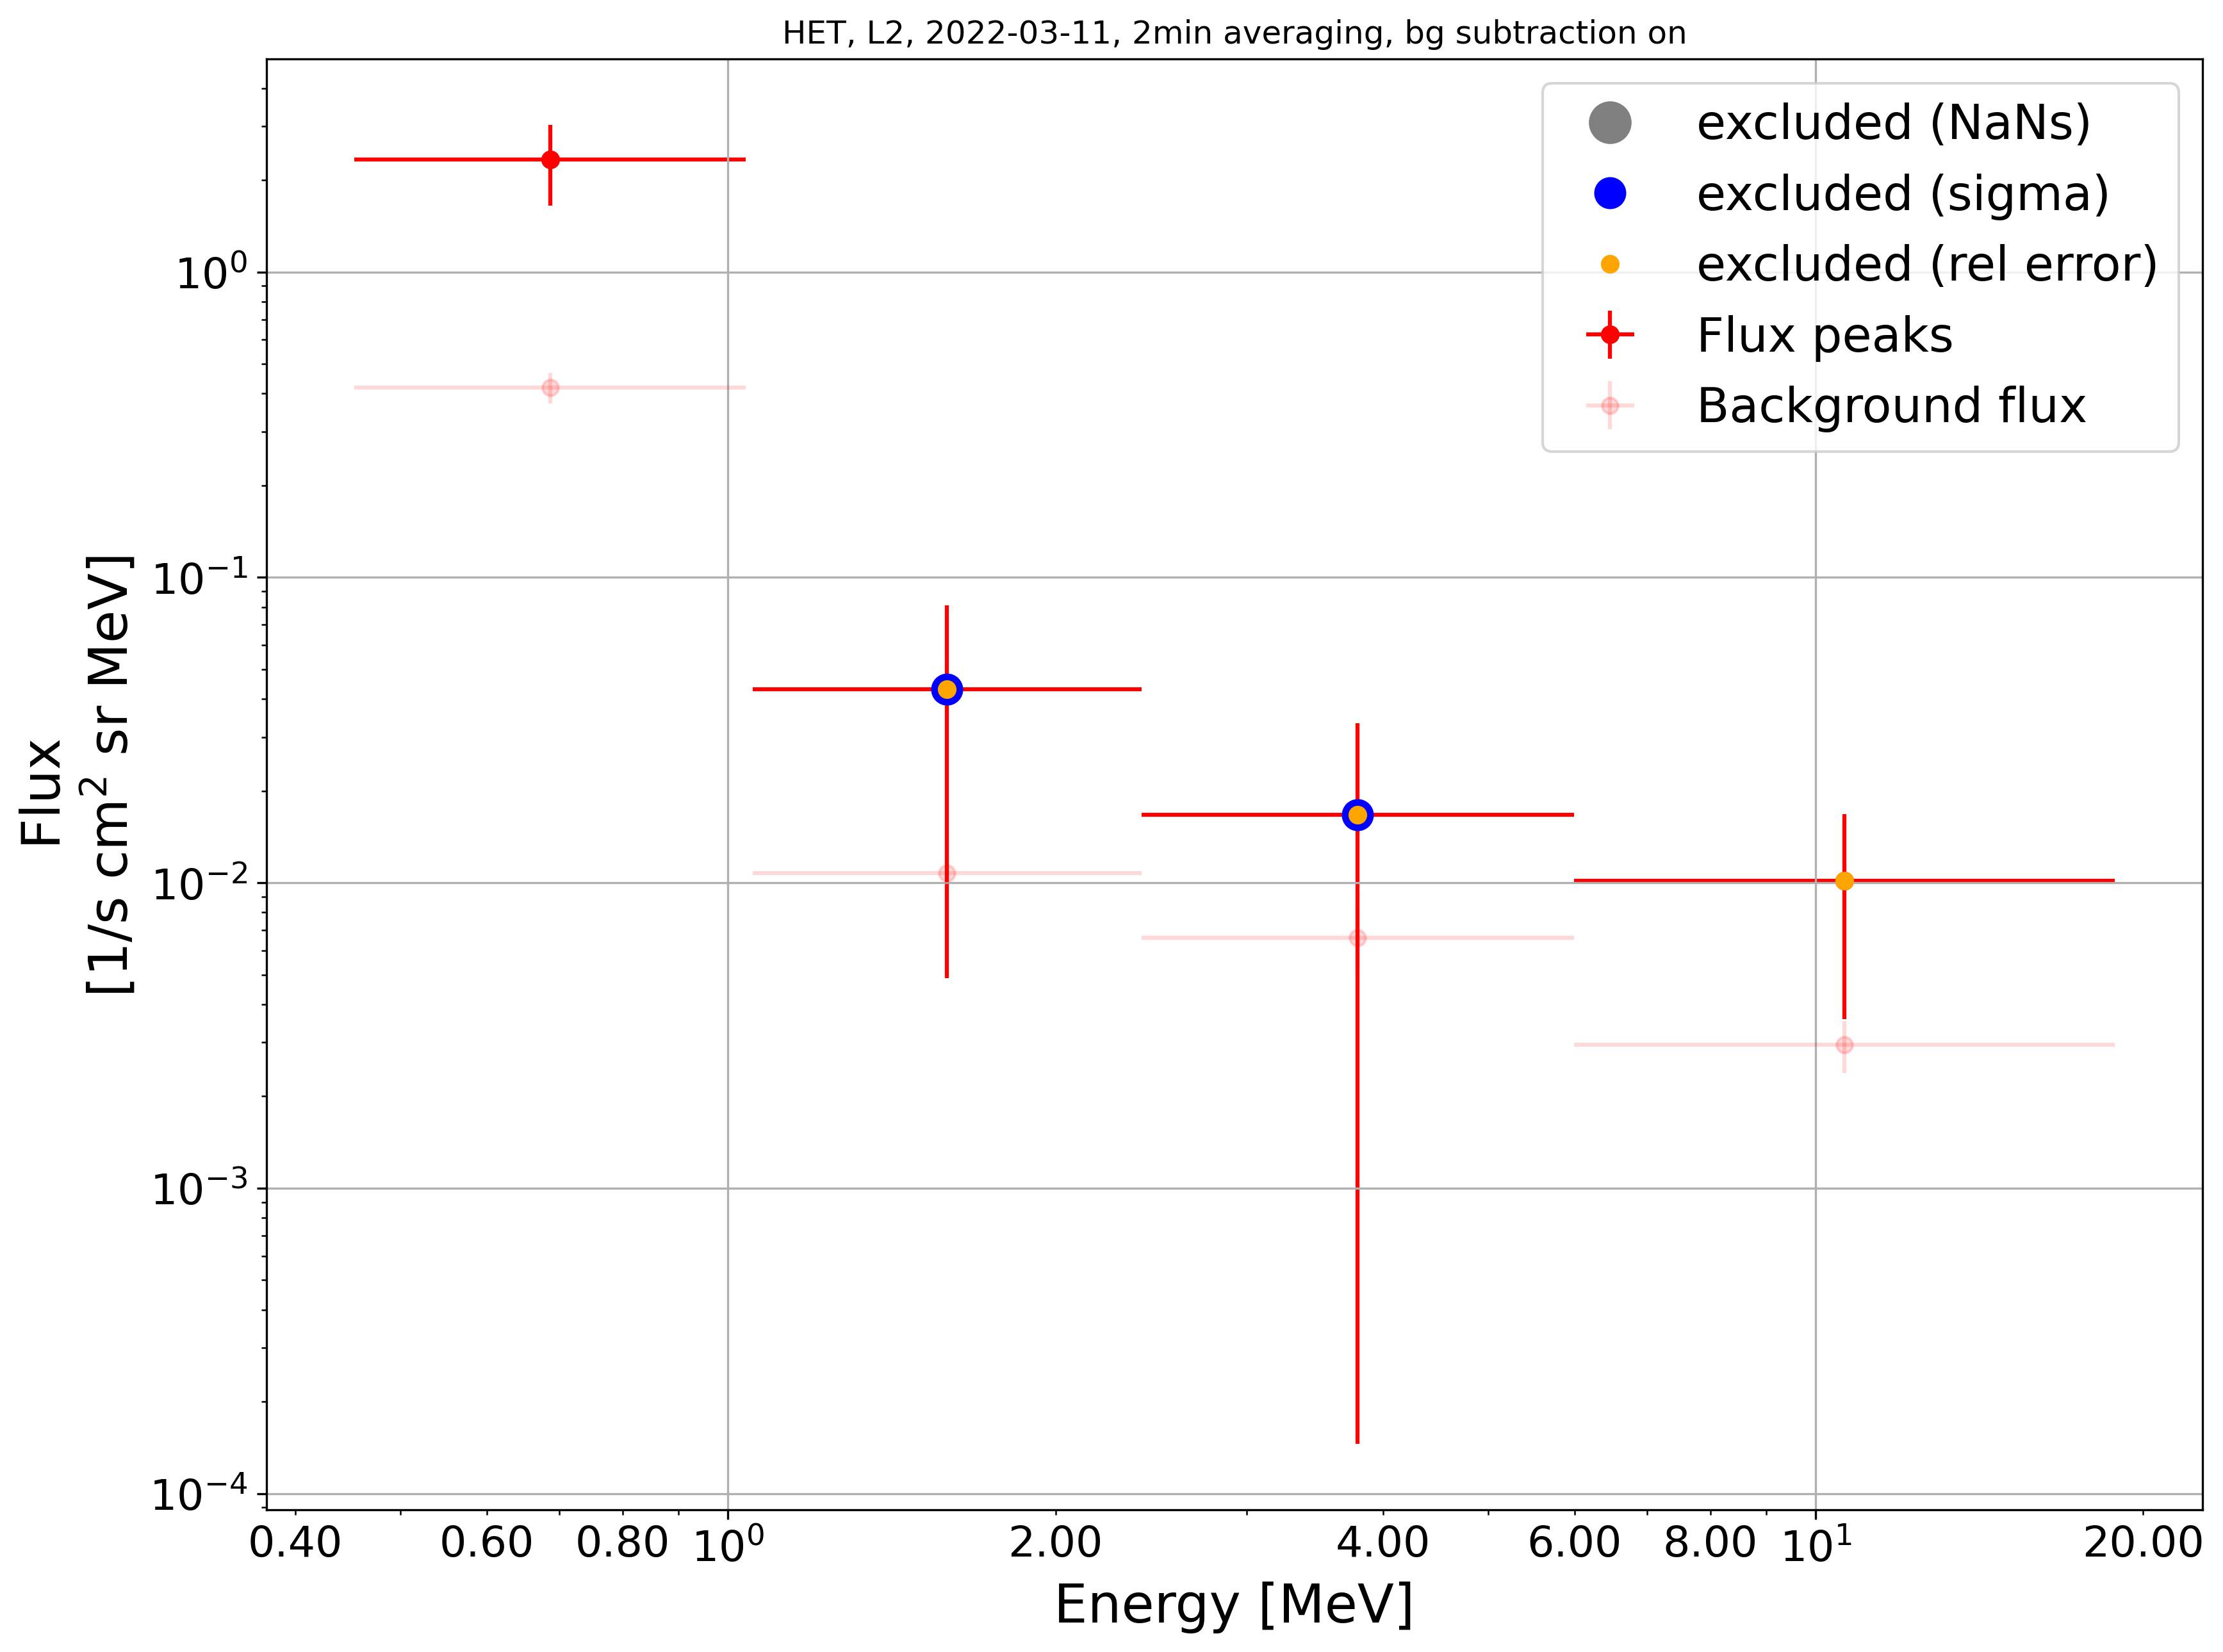 HET, L2, 2022-03-11, 2min averaging, bg subtraction on
excluded (NaNs)
excluded (sigma)
excluded (rel error)
Flux peaks
Background flux
Flux
[1/s cm² sr MeV]
10⁰
10⁻¹
10⁻²
10⁻³
10⁻⁴
0.40 0.60 0.80 10⁰ 2.00 4.00 6.00 8.00 10¹ 20.00
Energy [MeV]